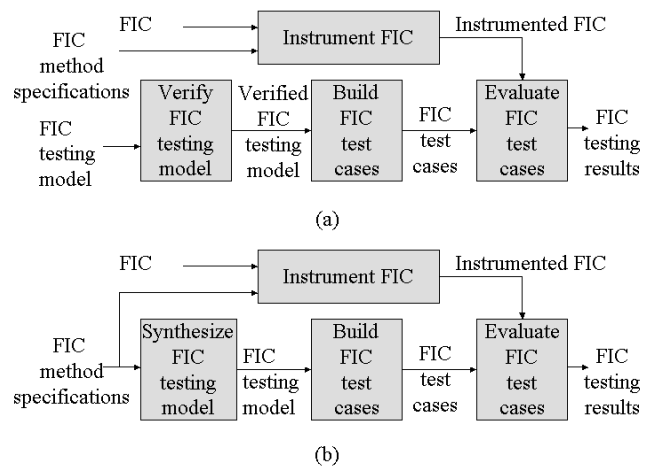 FIC
FIC
method
specifications
Instrument FIC
Instrumented FIC
FIC
testing
model
Verify
FIC
testing
model
Verified
FIC
testing
model
Build
FIC
test
cases
FIC
test
cases
Evaluate
FIC
test
cases
FIC
testing
results
(a)
FIC
Instrument FIC
Instrumented FIC
FIC
method
specifications
Synthesize
FIC
testing
model
FIC
testing
model
Build
FIC
test
cases
FIC
test
cases
Evaluate
FIC
test
cases
FIC
testing
results
(b)